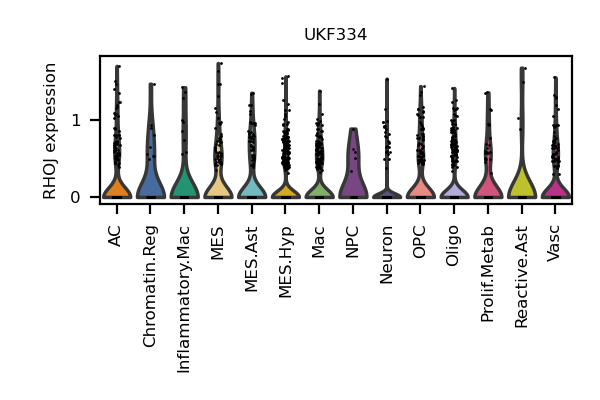 UKF334
RHOJ expression
1
0
AC
Chromatin.Reg
Inflammatory.Mac
MES
MES.Ast
MES.Hyp
Mac
NPC
Neuron
OPC
Oligo
Prolif.Metab
Reactive.Ast
Vasc